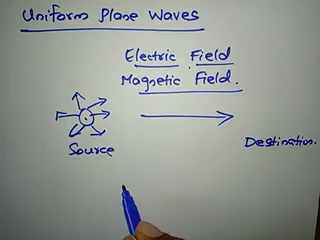 Uniform Plane Waves
Electric Field
Magnetic Field.
Source
Destination.